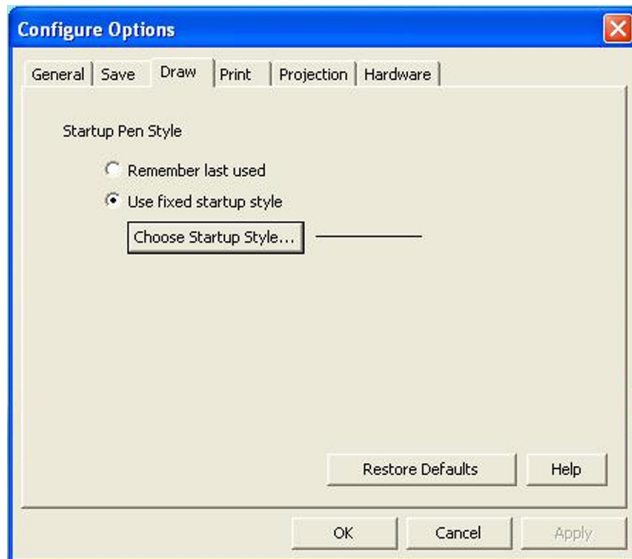 Configure Options
General Save Draw Print Projection Hardware
Startup Pen Style
Remember last used
Use fixed startup style
Choose Startup Style...
Restore Defaults Help
OK Cancel Apply